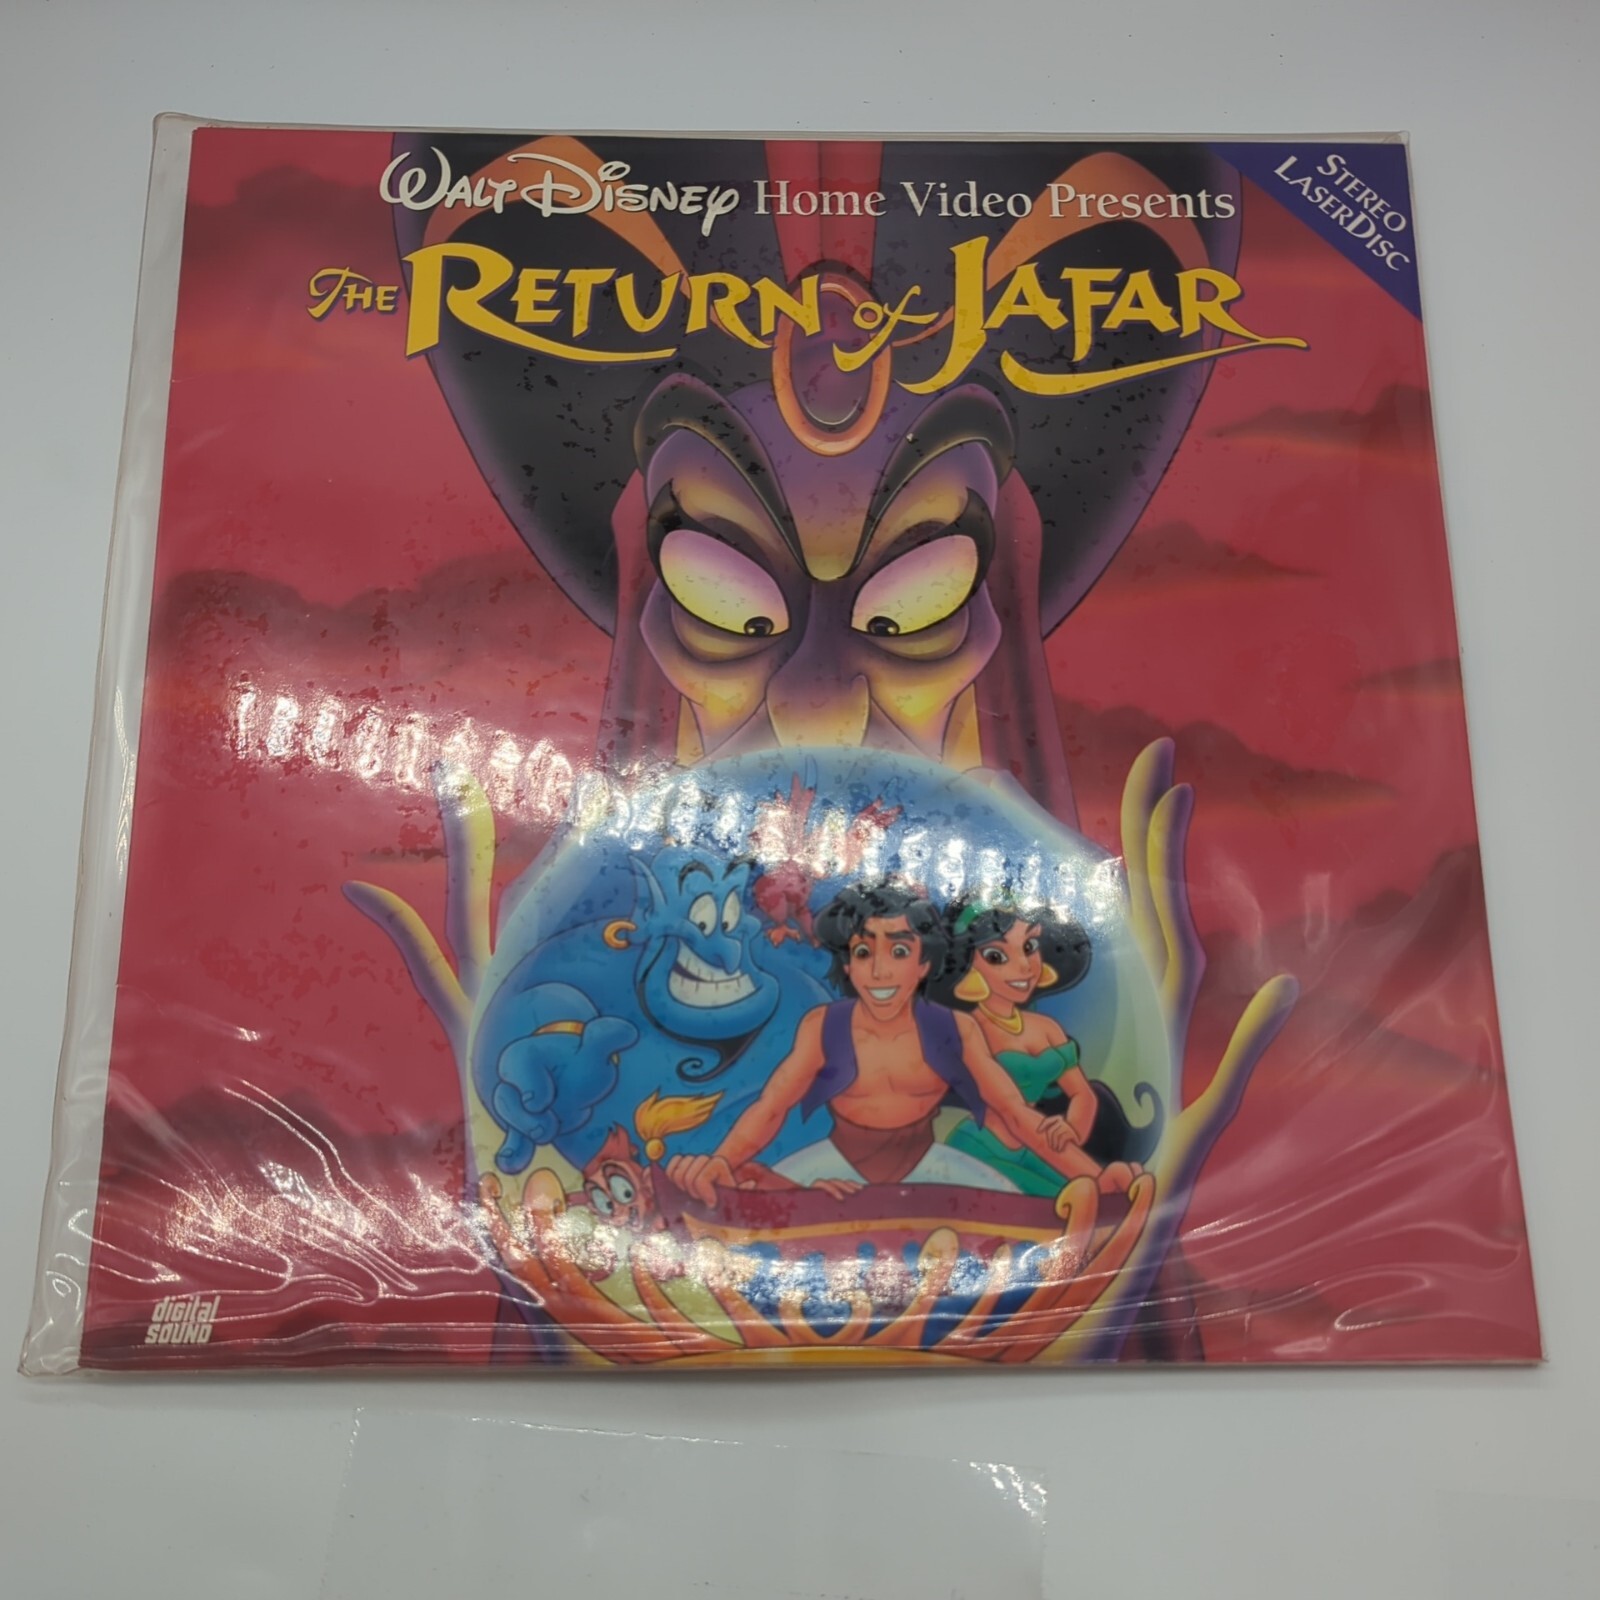 WALT DISNEY Home Video Presents
THE RETURN of JAFAR
STEREO
LASERDISC
digital
SOUND